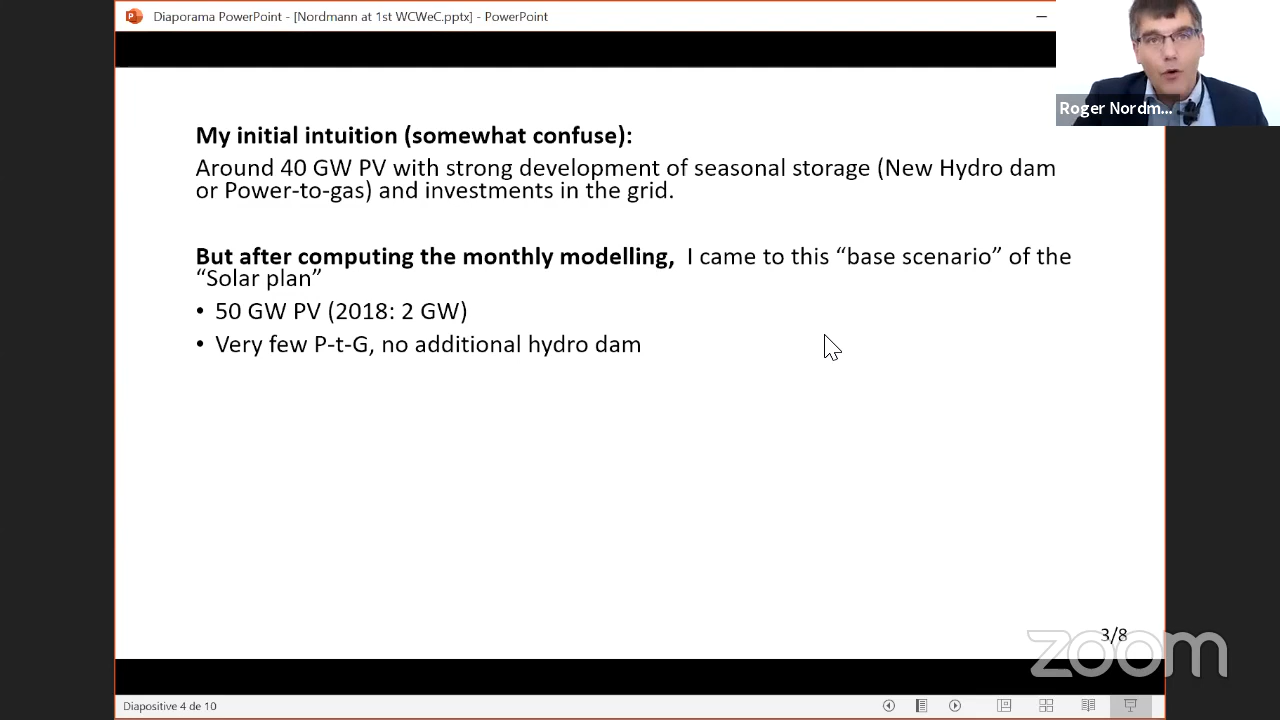 Diaporama PowerPoint - [Nordmann at 1st WCWeC.pptx] - PowerPoint
Roger Nordm...
My initial intuition (somewhat confuse):
Around 40 GW PV with strong development of seasonal storage (New Hydro dam
or Power-to-gas) and investments in the grid.
But after computing the monthly modelling, I came to this “base scenario” of the
“Solar plan”
• 50 GW PV (2018: 2 GW)
• Very few P-t-G, no additional hydro dam
3/8
zoom
Diapositive 4 de 10